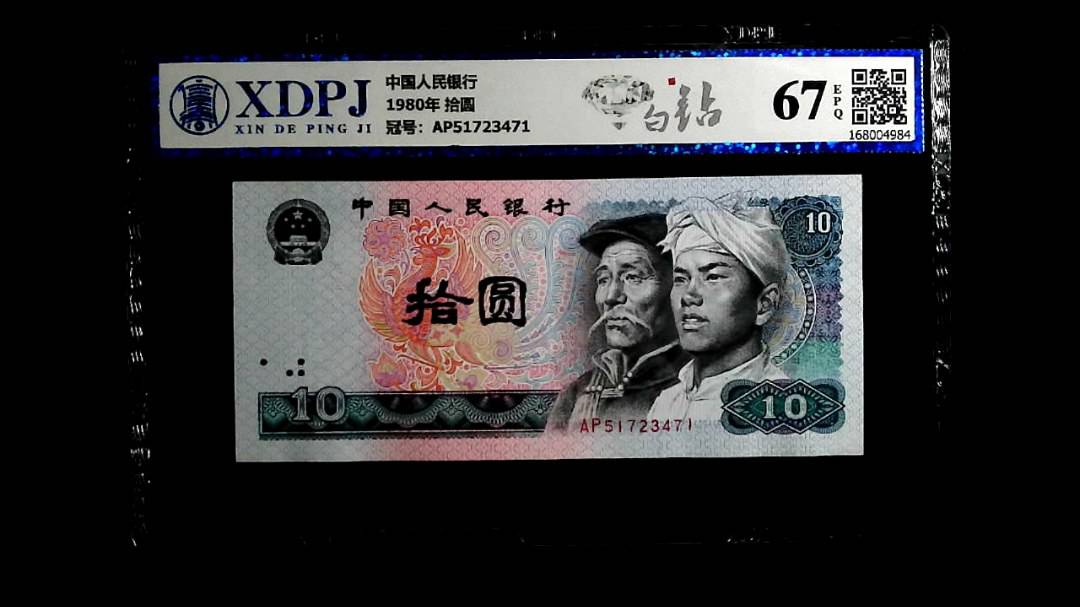 XDPJ
XIN DE PING JI
中国人民银行
1980年 拾圆
冠号：AP51723471
白钻
67
EPQ
168004984
中国人民银行
10
拾圆
10
AP51723471
10